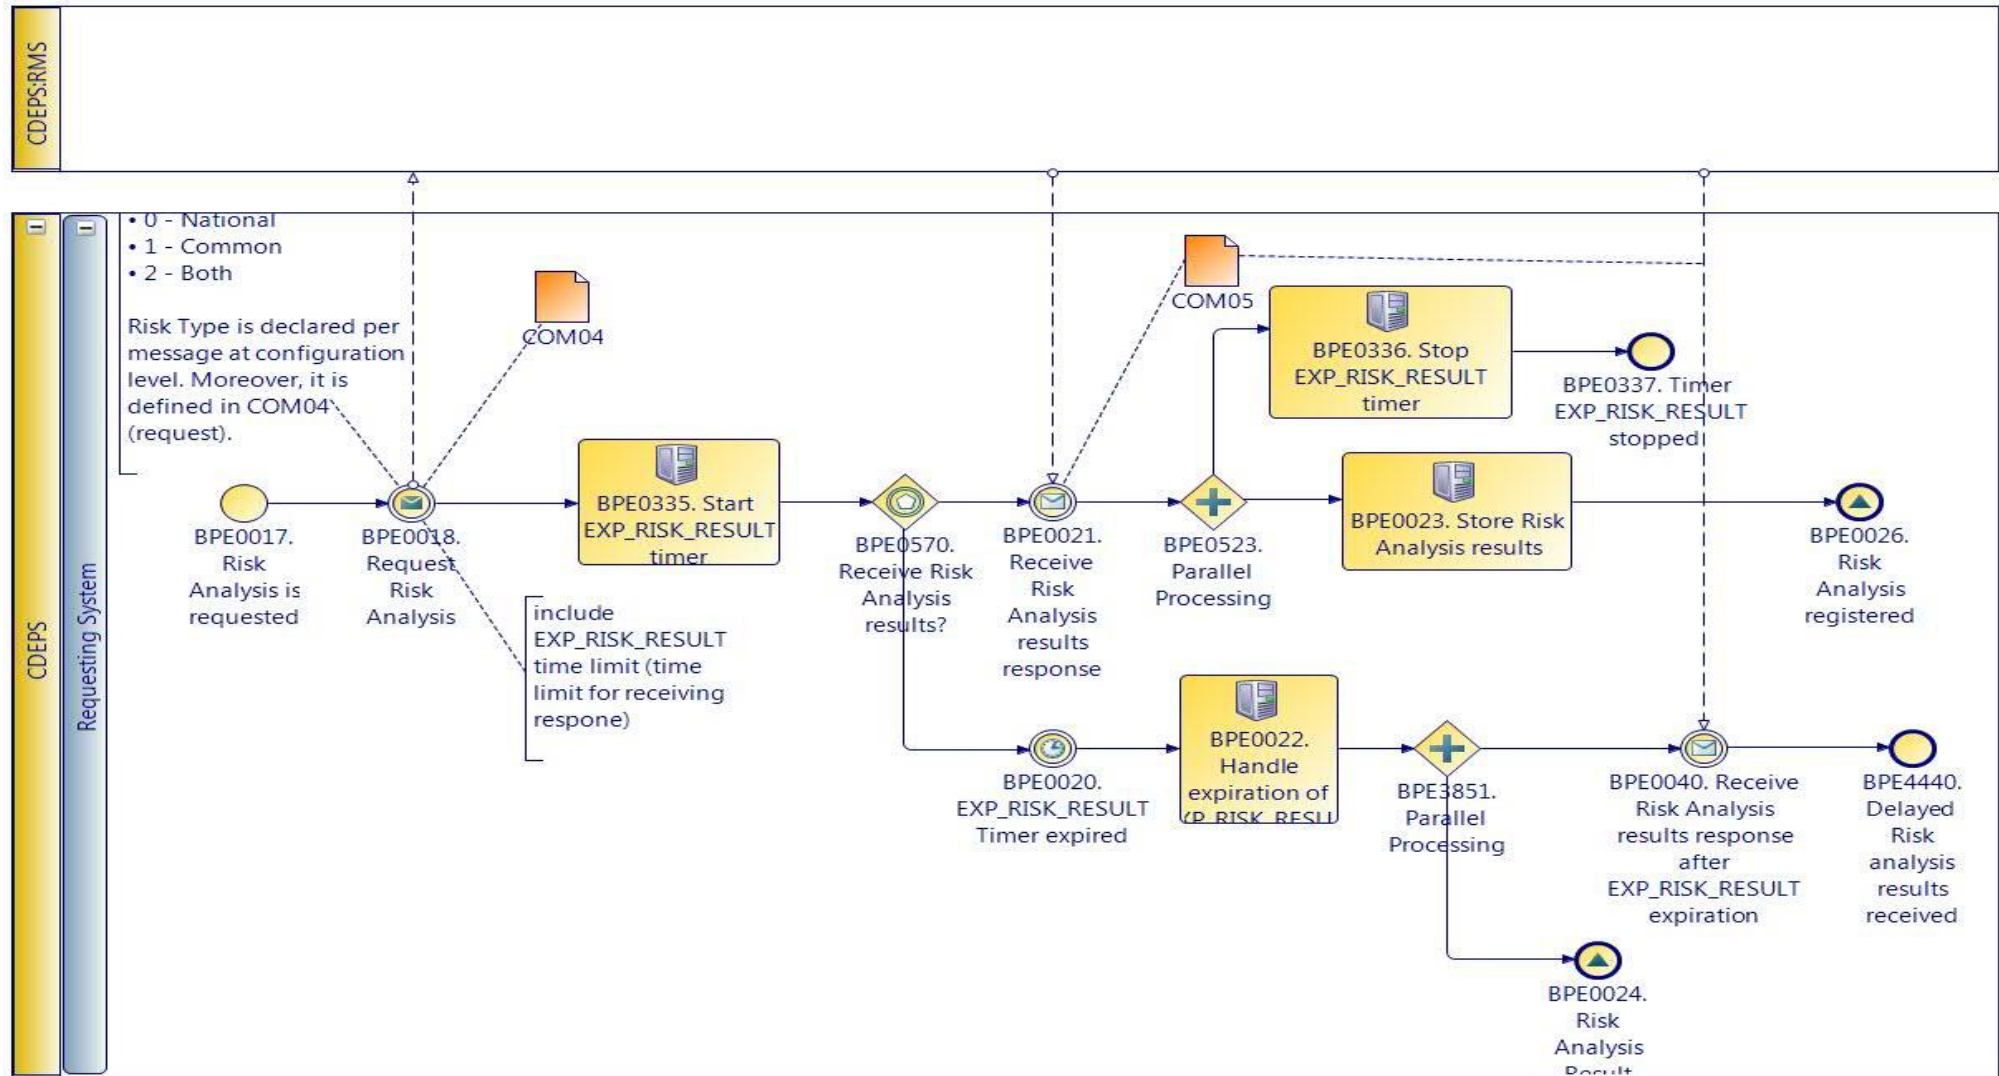 CDEPS:RMS
CDEPS
Requesting System
• 0 - National
• 1 - Common
• 2 - Both
Risk Type is declared per
message at configuration
level. Moreover, it is
defined in COM04
(request).
COM04
COM05
BPE0336. Stop
EXP_RISK_RESULT
timer
BPE0337. Timer
EXP_RISK_RESULT
stopped
BPE0017.
Risk
Analysis is
requested
BPE0018.
Request
Risk
Analysis
BPE0335. Start
EXP_RISK_RESULT
timer
BPE0570.
Receive Risk
Analysis
results?
BPE0021.
Receive
Risk
Analysis
results
response
BPE0523.
Parallel
Processing
BPE0023. Store Risk
Analysis results
BPE0026.
Risk
Analysis
registered
include
EXP_RISK_RESULT
time limit (time
limit for receiving
respone)
BPE0020.
EXP_RISK_RESULT
Timer expired
BPE0022.
Handle
expiration of
P_RISK_RESU
BPE3851.
Parallel
Processing
BPE0040. Receive
Risk Analysis
results response
after
EXP_RISK_RESULT
expiration
BPE4440.
Delayed
Risk
analysis
results
received
BPE0024.
Risk
Analysis
Result